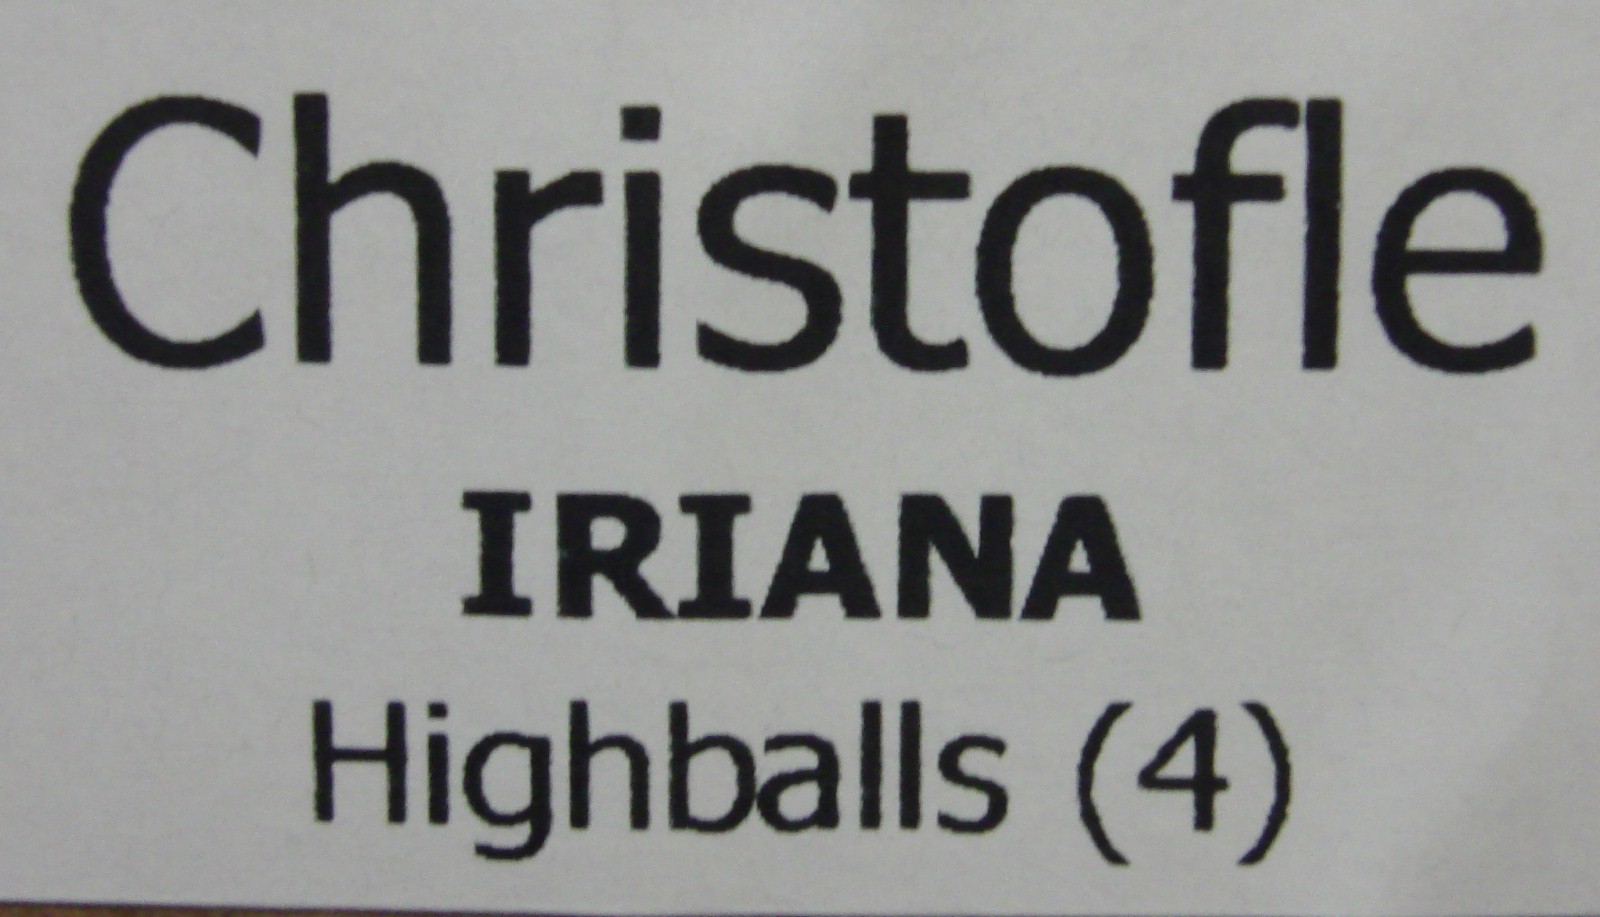 Christofle
IRIANA
Highballs (4)